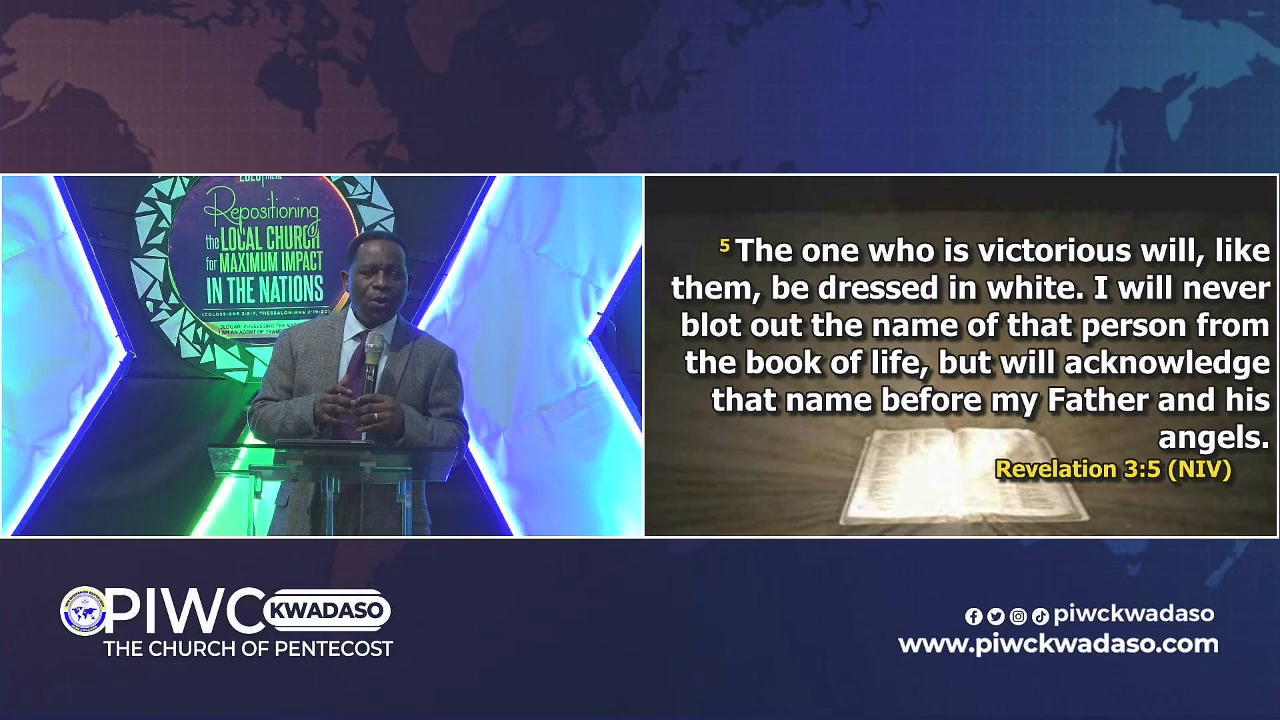 Repositioning
the LOCAL CHURCH
for MAXIMUM IMPACT
IN THE NATIONS
5 The one who is victorious will, like
them, be dressed in white. I will never
blot out the name of that person from
the book of life, but will acknowledge
that name before my Father and his
angels.
Revelation 3:5 (NIV)
PIWC KWADASO
THE CHURCH OF PENTECOST
piwckwadaso
www.piwckwadaso.com